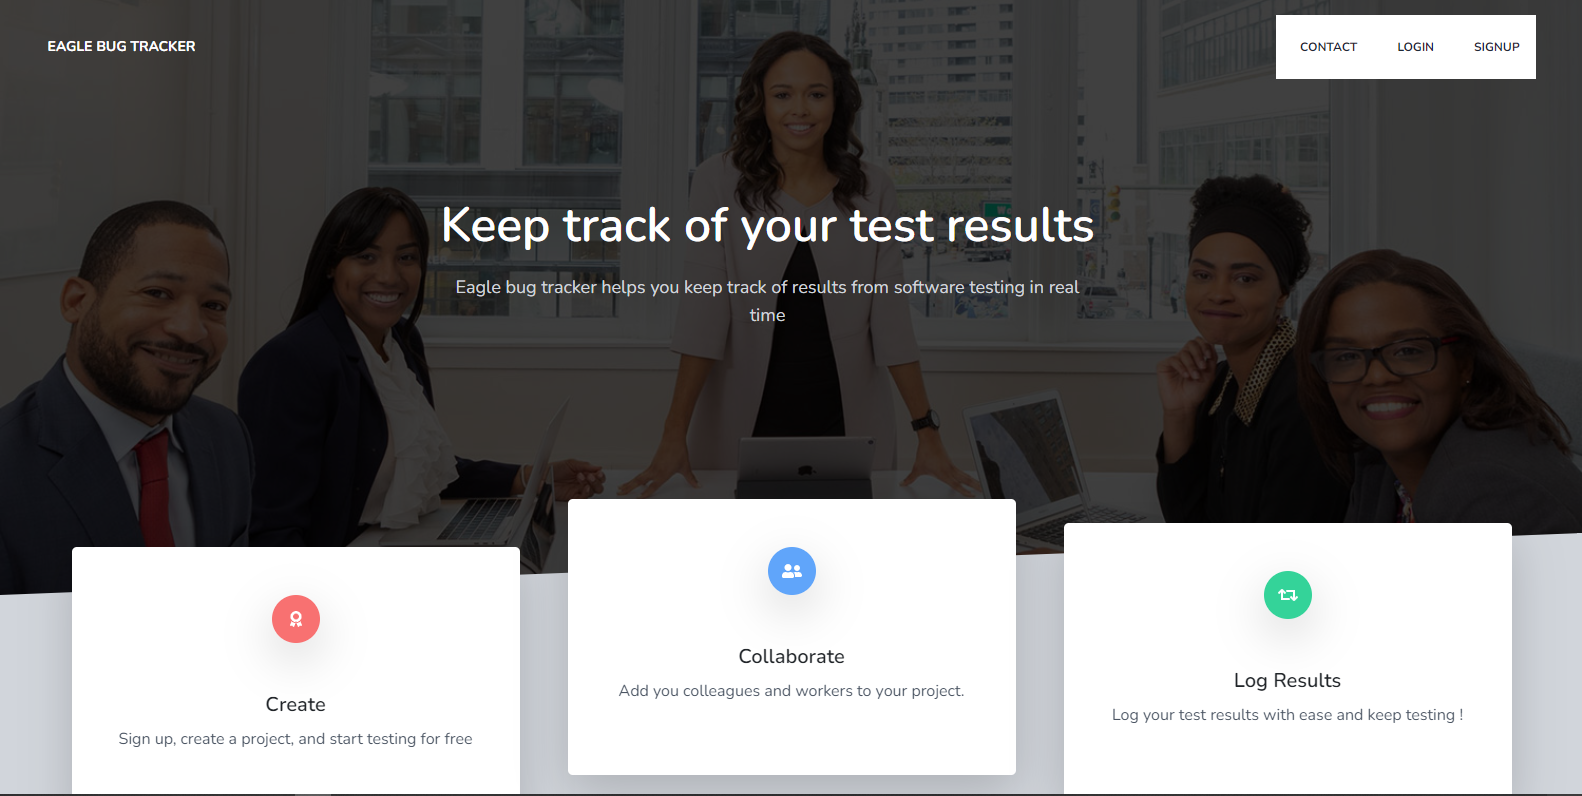 EAGLE BUG TRACKER
CONTACT LOGIN SIGNUP
Keep track of your test results
Eagle bug tracker helps you keep track of results from software testing in real
time
Create
Sign up, create a project, and start testing for free
Collaborate
Add you colleagues and workers to your project.
Log Results
Log your test results with ease and keep testing !